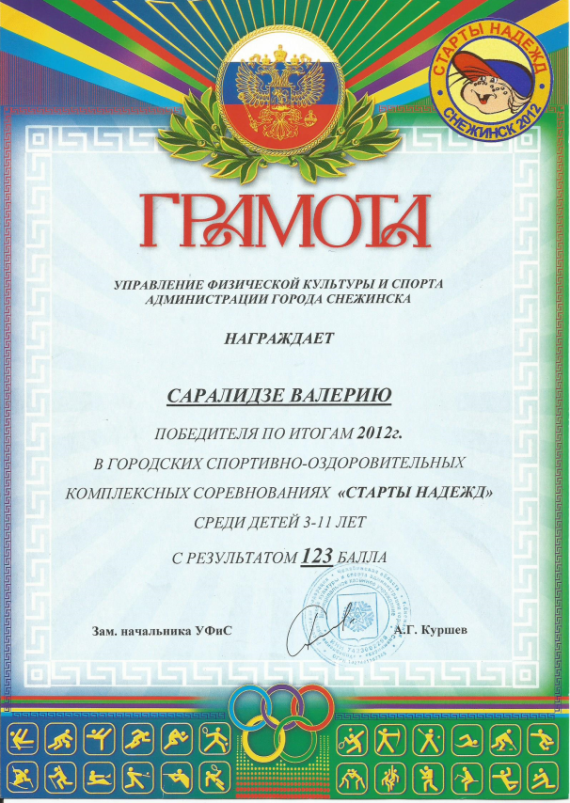 СТАРТЫ НАДЕЖД
СНЕЖИНСК 2012
ГРАМОТА
УПРАВЛЕНИЕ ФИЗИЧЕСКОЙ КУЛЬТУРЫ И СПОРТА
АДМИНИСТРАЦИИ ГОРОДА СНЕЖИНСКА
НАГРАЖДАЕТ
САРАЛИДЗЕ ВАЛЕРИЮ
ПОБЕДИТЕЛЯ ПО ИТОГАМ 2012г.
В ГОРОДСКИХ СПОРТИВНО-ОЗДОРОВИТЕЛЬНЫХ
КОМПЛЕКСНЫХ СОРЕВНОВАНИЯХ «СТАРТЫ НАДЕЖД»
СРЕДИ ДЕТЕЙ 3-11 ЛЕТ
С РЕЗУЛЬТАТОМ 123 БАЛЛА
Зам. начальника УФиС
А.Г. Куршев